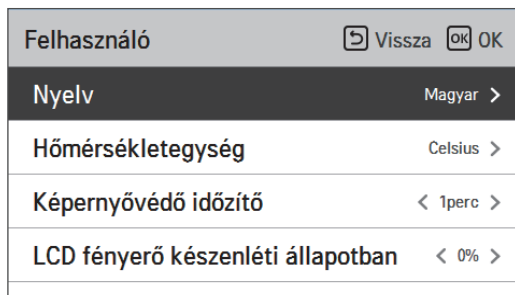 Felhasználó Vissza OK OK
Nyelv Magyar >
Hőmérsékletegység Celsius >
Képernyővédő időzítő < 1perc >
LCD fényerő készenléti állapotban < 0% >